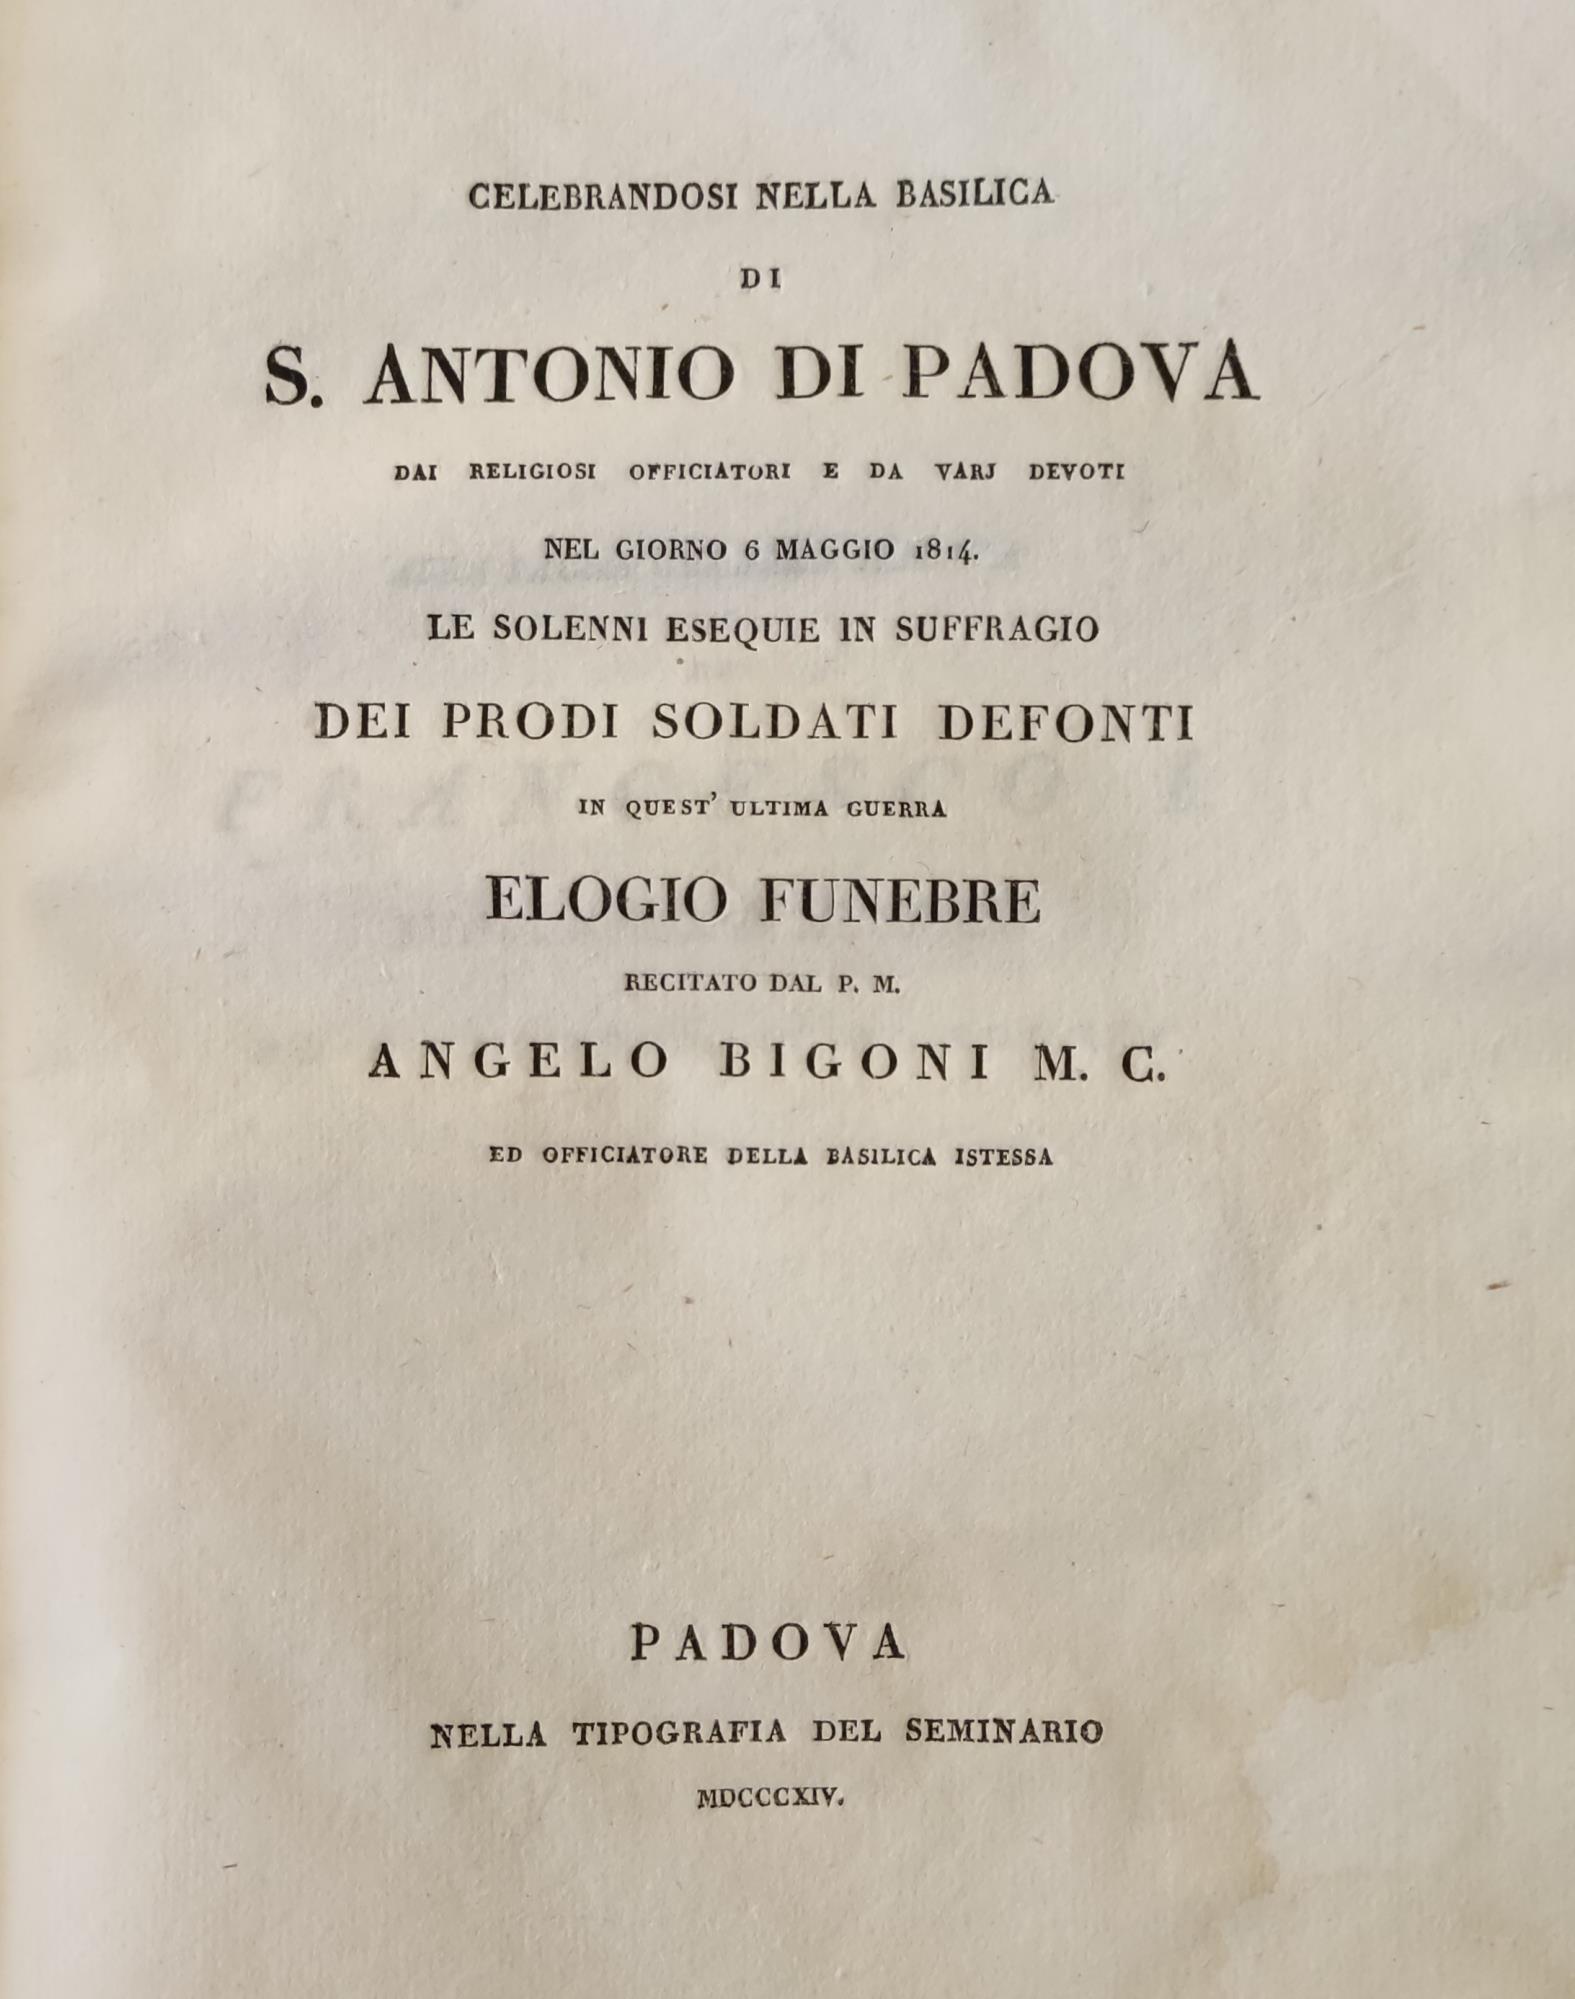 CELEBRANDOSI NELLA BASILICA
DI
S. ANTONIO DI PADOVA
DAI RELIGIOSI OFFICIATORI E DA VARJ DEVOTI
NEL GIORNO 6 MAGGIO 1814.
LE SOLENNI ESEQUIE IN SUFFRAGIO
DEI PRODI SOLDATI DEFONTI
IN QUEST' ULTIMA GUERRA
ELOGIO FUNEBRE
RECITATO DAL P. M.
ANGELO BIGONI M. C.
ED OFFICIATORE DELLA BASILICA ISTESSA
PADOVA
NELLA TIPOGRAFIA DEL SEMINARIO
MDCCCXIV.